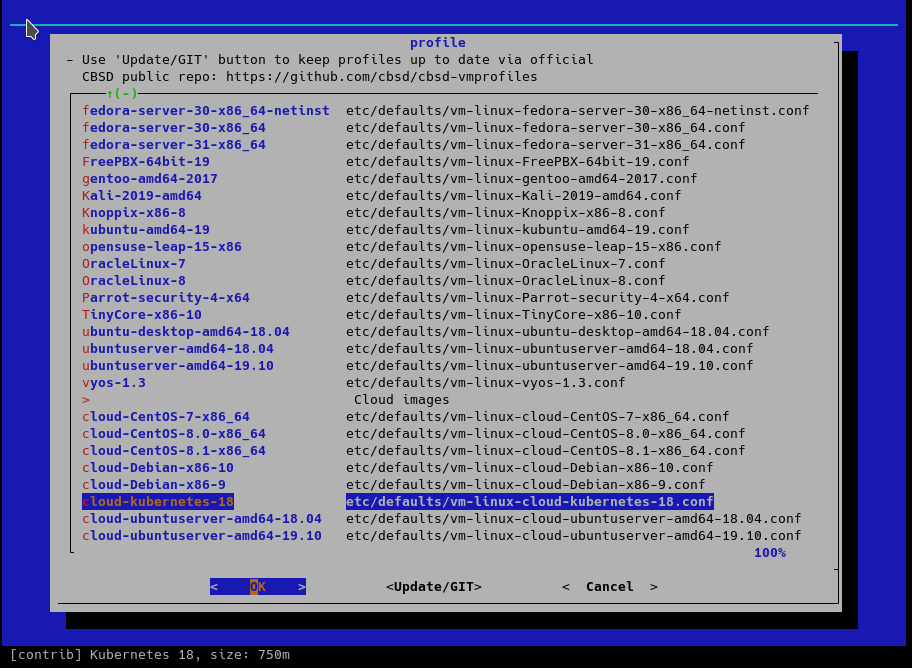 profile
- Use 'Update/GIT' button to keep profiles up to date via official
CBSD public repo: https://github.com/cbsd/cbsd-vmprofiles
↑(-)
fedora-server-30-x86_64-netinst etc/defaults/vm-linux-fedora-server-30-x86_64-netinst.conf
fedora-server-30-x86_64 etc/defaults/vm-linux-fedora-server-30-x86_64.conf
fedora-server-31-x86_64 etc/defaults/vm-linux-fedora-server-31-x86_64.conf
FreePBX-64bit-19 etc/defaults/vm-linux-FreePBX-64bit-19.conf
gentoo-amd64-2017 etc/defaults/vm-linux-gentoo-amd64-2017.conf
Kali-2019-amd64 etc/defaults/vm-linux-Kali-2019-amd64.conf
Knoppix-x86-8 etc/defaults/vm-linux-Knoppix-x86-8.conf
kubuntu-amd64-19 etc/defaults/vm-linux-kubuntu-amd64-19.conf
opensuse-leap-15-x86 etc/defaults/vm-linux-opensuse-leap-15-x86.conf
OracleLinux-7 etc/defaults/vm-linux-OracleLinux-7.conf
OracleLinux-8 etc/defaults/vm-linux-OracleLinux-8.conf
Parrot-security-4-x64 etc/defaults/vm-linux-Parrot-security-4-x64.conf
TinyCore-x86-10 etc/defaults/vm-linux-TinyCore-x86-10.conf
ubuntu-desktop-amd64-18.04 etc/defaults/vm-linux-ubuntu-desktop-amd64-18.04.conf
ubuntuserver-amd64-18.04 etc/defaults/vm-linux-ubuntuserver-amd64-18.04.conf
ubuntuserver-amd64-19.10 etc/defaults/vm-linux-ubuntuserver-amd64-19.10.conf
vyos-1.3 etc/defaults/vm-linux-vyos-1.3.conf
> Cloud images
cloud-CentOS-7-x86_64 etc/defaults/vm-linux-cloud-CentOS-7-x86_64.conf
cloud-CentOS-8.0-x86_64 etc/defaults/vm-linux-cloud-CentOS-8.0-x86_64.conf
cloud-CentOS-8.1-x86_64 etc/defaults/vm-linux-cloud-CentOS-8.1-x86_64.conf
cloud-Debian-x86-10 etc/defaults/vm-linux-cloud-Debian-x86-10.conf
cloud-Debian-x86-9 etc/defaults/vm-linux-cloud-Debian-x86-9.conf
cloud-kubernetes-18 etc/defaults/vm-linux-cloud-kubernetes-18.conf
cloud-ubuntuserver-amd64-18.04 etc/defaults/vm-linux-cloud-ubuntuserver-amd64-18.04.conf
cloud-ubuntuserver-amd64-19.10 etc/defaults/vm-linux-cloud-ubuntuserver-amd64-19.10.conf
100%
< OK > <Update/GIT> < Cancel >
[contrib] Kubernetes 18, size: 750m